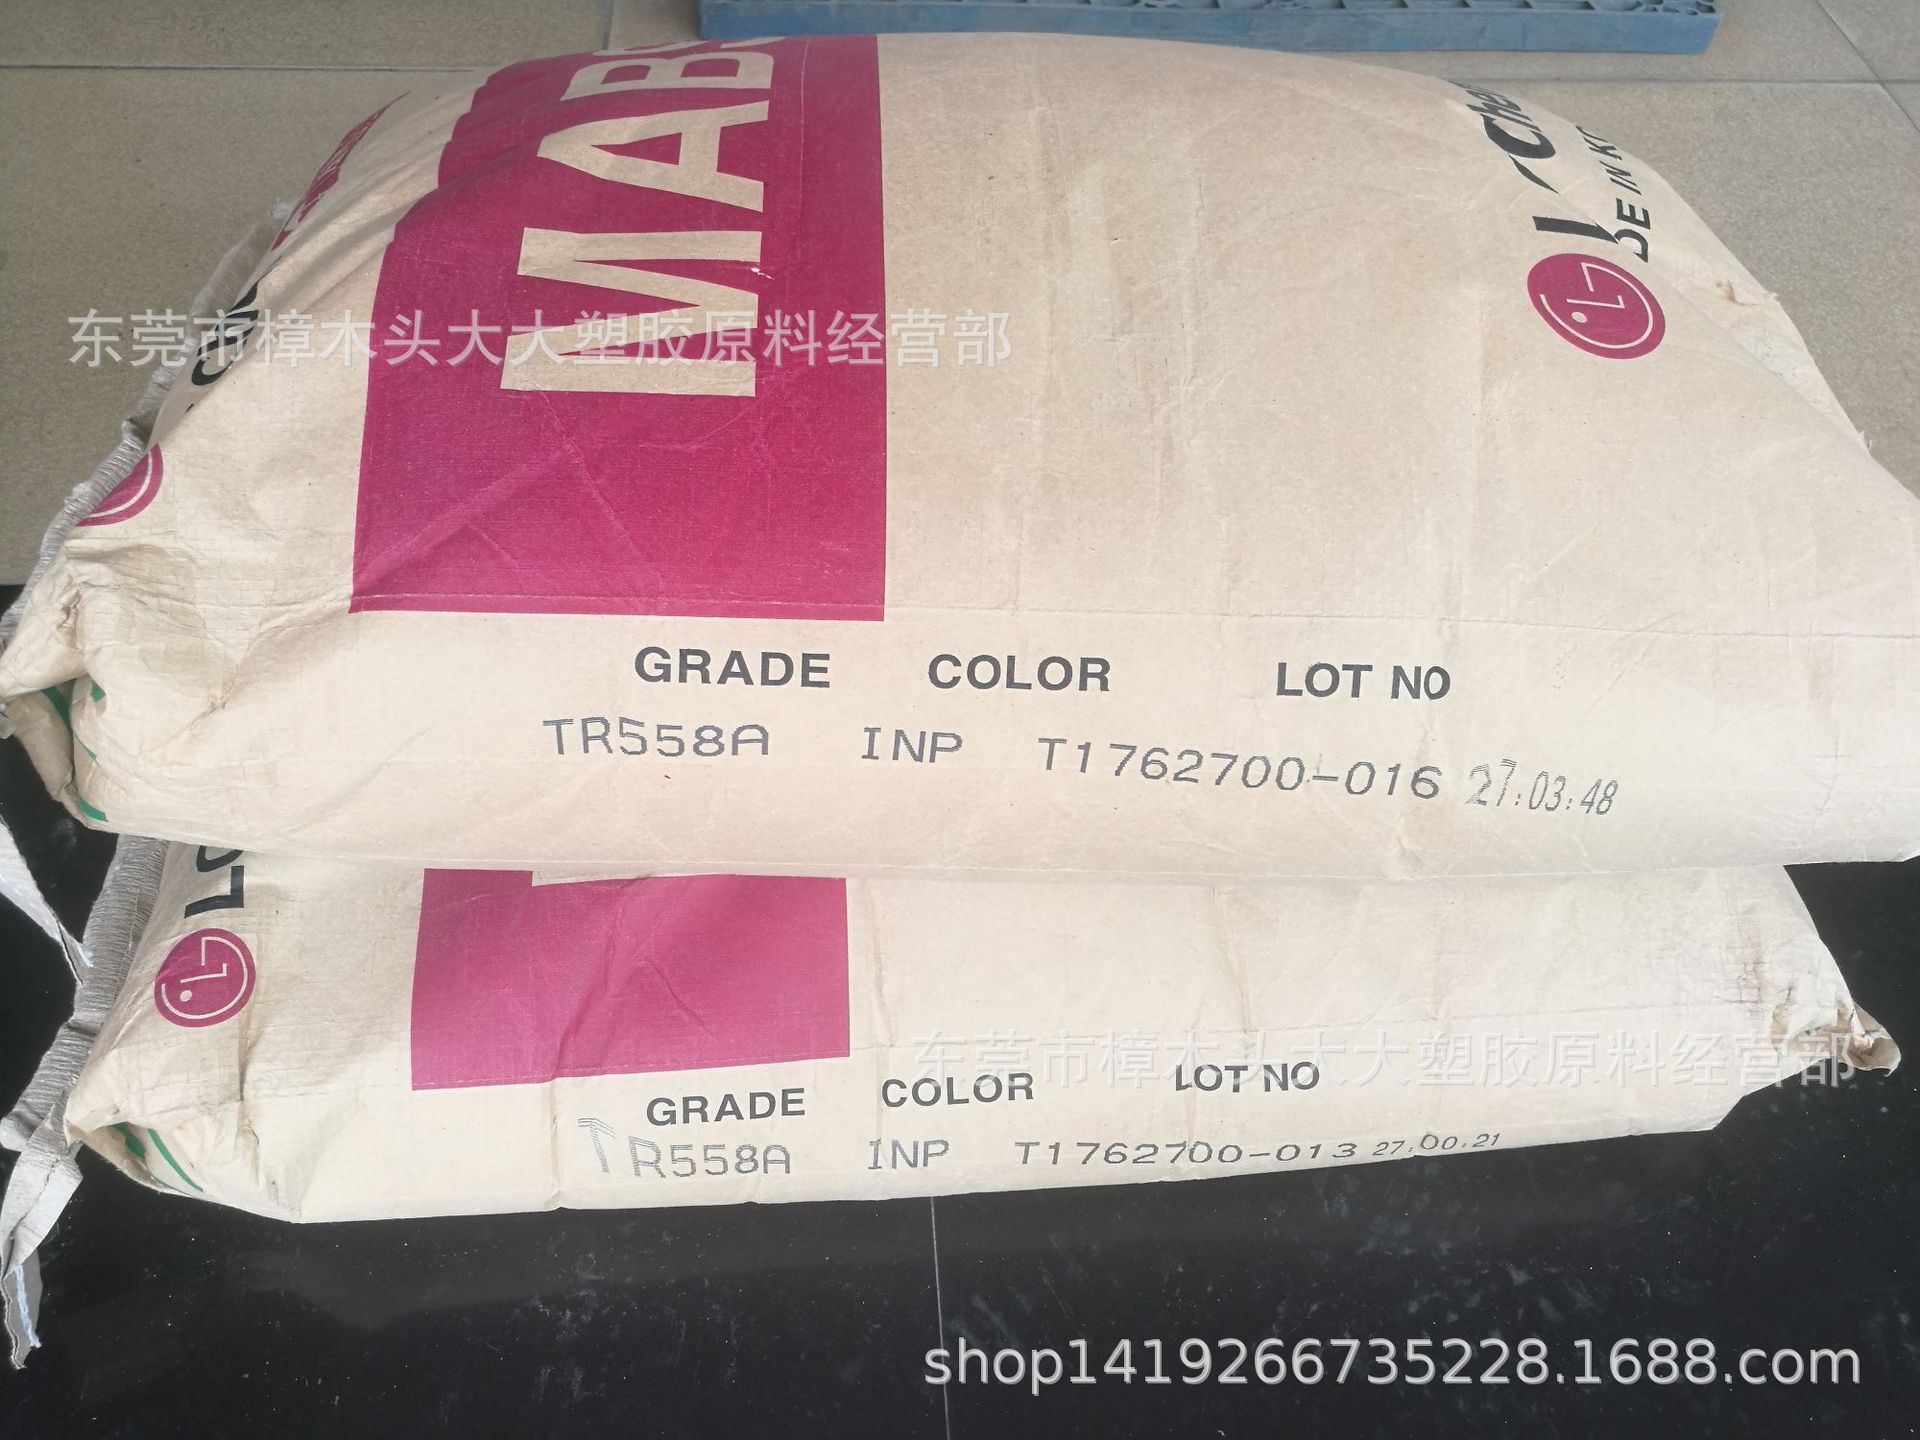 MABS
LG Chem
DE IN K
LG
东莞市樟木头大大塑胶原料经营部
GRADE COLOR LOT NO
TR558A INP T1762700-016 27:03:48
LG
东莞市樟木头大大塑胶原料经营部
GRADE COLOR LOT NO
TR558A INP T1762700-013 27:00:21
shop1419266735228.1688.com